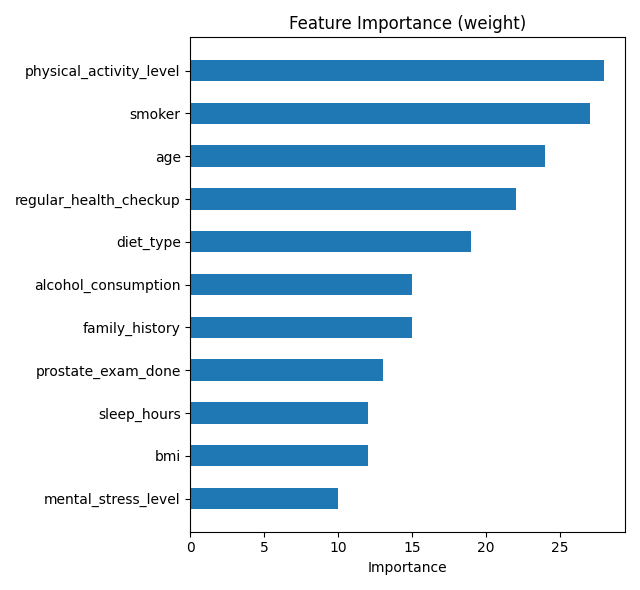 Feature Importance (weight)
physical_activity_level
smoker
age
regular_health_checkup
diet_type
alcohol_consumption
family_history
prostate_exam_done
sleep_hours
bmi
mental_stress_level
0 5 10 15 20 25
Importance